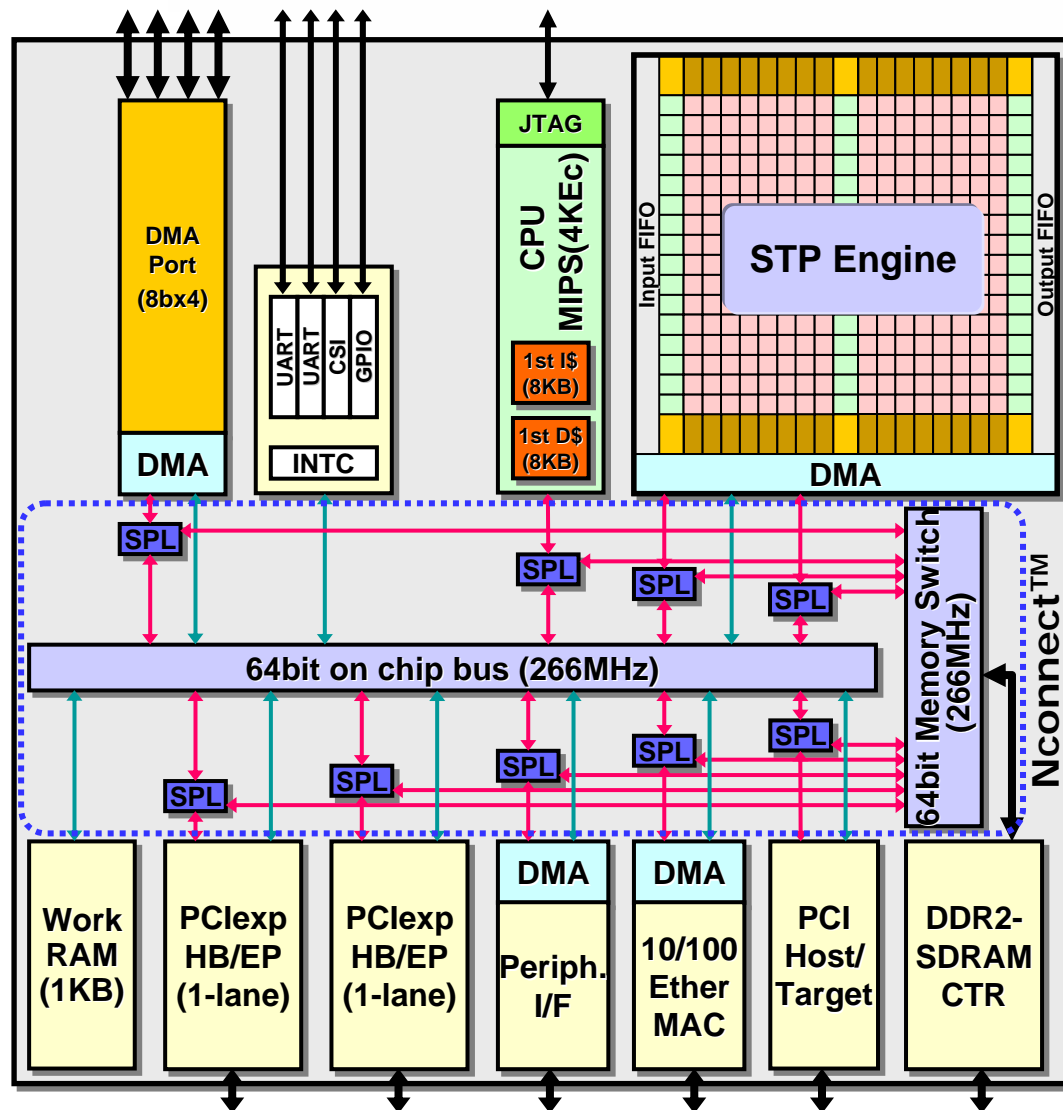 JTAG
CPU
MIPS(4KEc)
1st I$
(8KB)
1st D$
(8KB)
DMA
Port
(8bx4)
DMA
UART
UART
CSI
GPIO
INTC
Input FIFO
STP Engine
Output FIFO
DMA
SPL
SPL
SPL
SPL
64bit on chip bus (266MHz)
64bit Memory Switch
(266MHz)
Nconnect™
SPL
SPL
SPL
SPL
SPL
Work
RAM
(1KB)
PCIexp
HB/EP
(1-lane)
PCIexp
HB/EP
(1-lane)
DMA
Periph.
I/F
DMA
10/100
Ether
MAC
PCI
Host/
Target
DDR2-
SDRAM
CTR